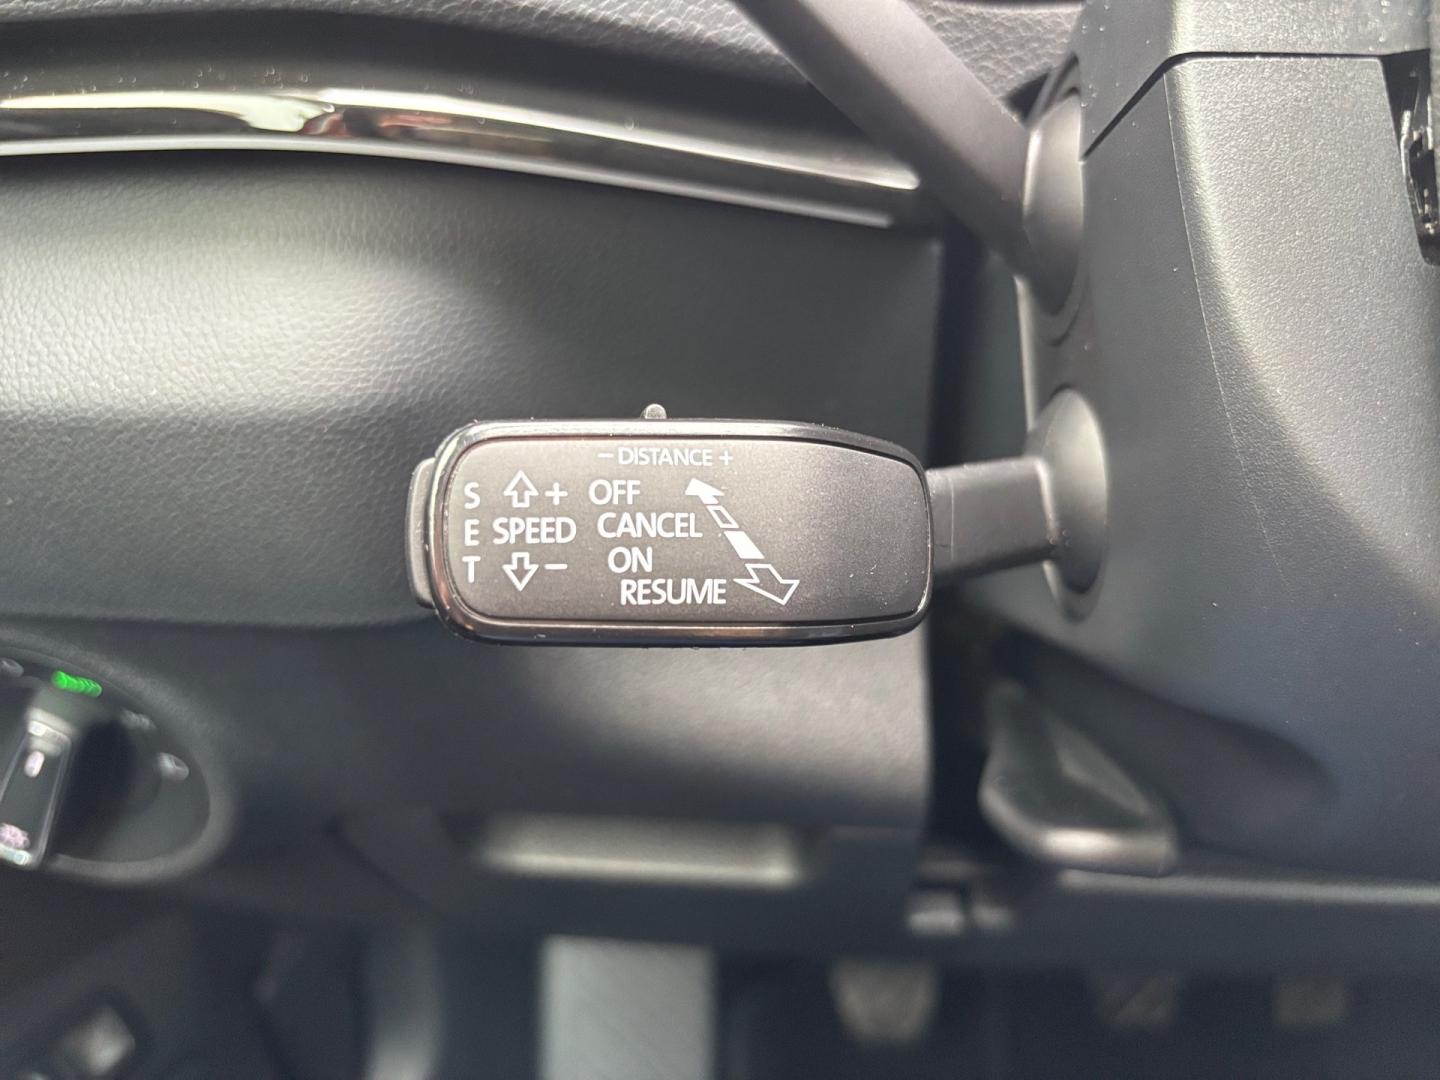 - DISTANCE +
S + OFF
E SPEED CANCEL
T - ON
RESUME